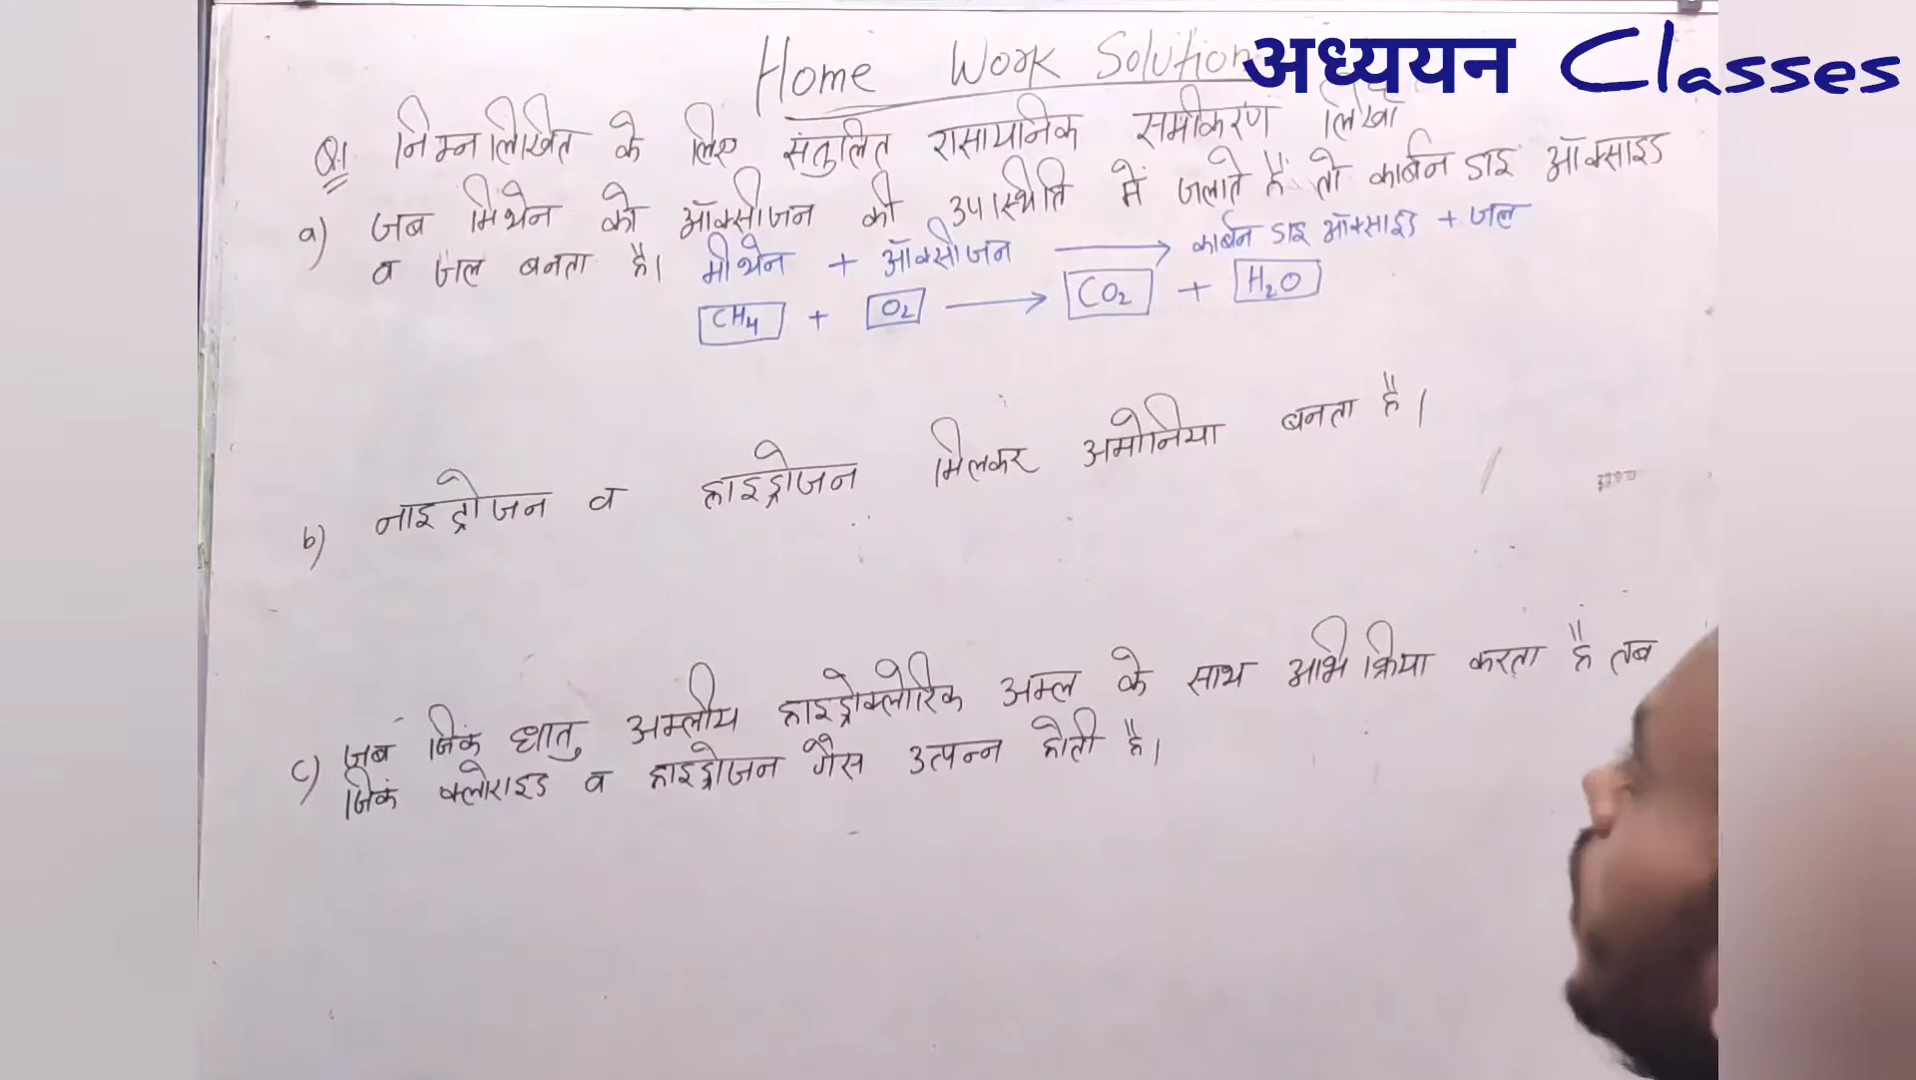 Home Work Solution
अध्ययन Classes
Q.1 निम्नलिखित के लिए संतुलित रासायनिक समीकरण लिखो
a) जब मिथेन को ऑक्सीजन की उपस्थिति में जलाते हैं तो कार्बन डाइ ऑक्साइड
व जल बनता है। मीथेन + ऑक्सीजन ⟶ कार्बन डाइ ऑक्साइड + जल
CH₄ + O₂ ⟶ CO₂ + H₂O
b) नाइट्रोजन व हाइड्रोजन मिलकर अमोनिया बनता है।
c) जब जिंक धातु अम्लीय हाइड्रोक्लोरिक अम्ल के साथ अभिक्रिया करता है तब
जिंक क्लोराइड व हाइड्रोजन गैस उत्पन्न होती है।